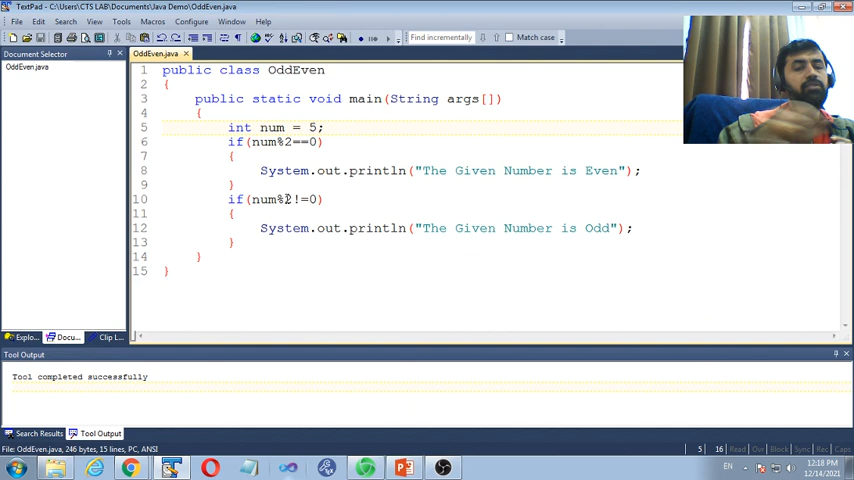 TextPad - C:\Users\CTS LAB\Documents\Java Demo\OddEven.java
File Edit Search View Tools Macros Configure Window Help
Find incrementally Match case
Document Selector
OddEven.java
OddEven.java
1 public class OddEven
2 {
3 public static void main(String args[])
4 {
5 int num = 5;
6 if(num%2==0)
7 {
8 System.out.println("The Given Number is Even");
9 }
10 if(num%2!=0)
11 {
12 System.out.println("The Given Number is Odd");
13 }
14 }
15 }
Explo... Docu... Clip L...
Tool Output
Tool completed successfully
Search Results Tool Output
File: OddEven.java, 246 bytes, 15 lines, PC, ANSI 5 16 Read Ovr Block Sync Rec Caps
EN 12:18 PM
12/14/2021